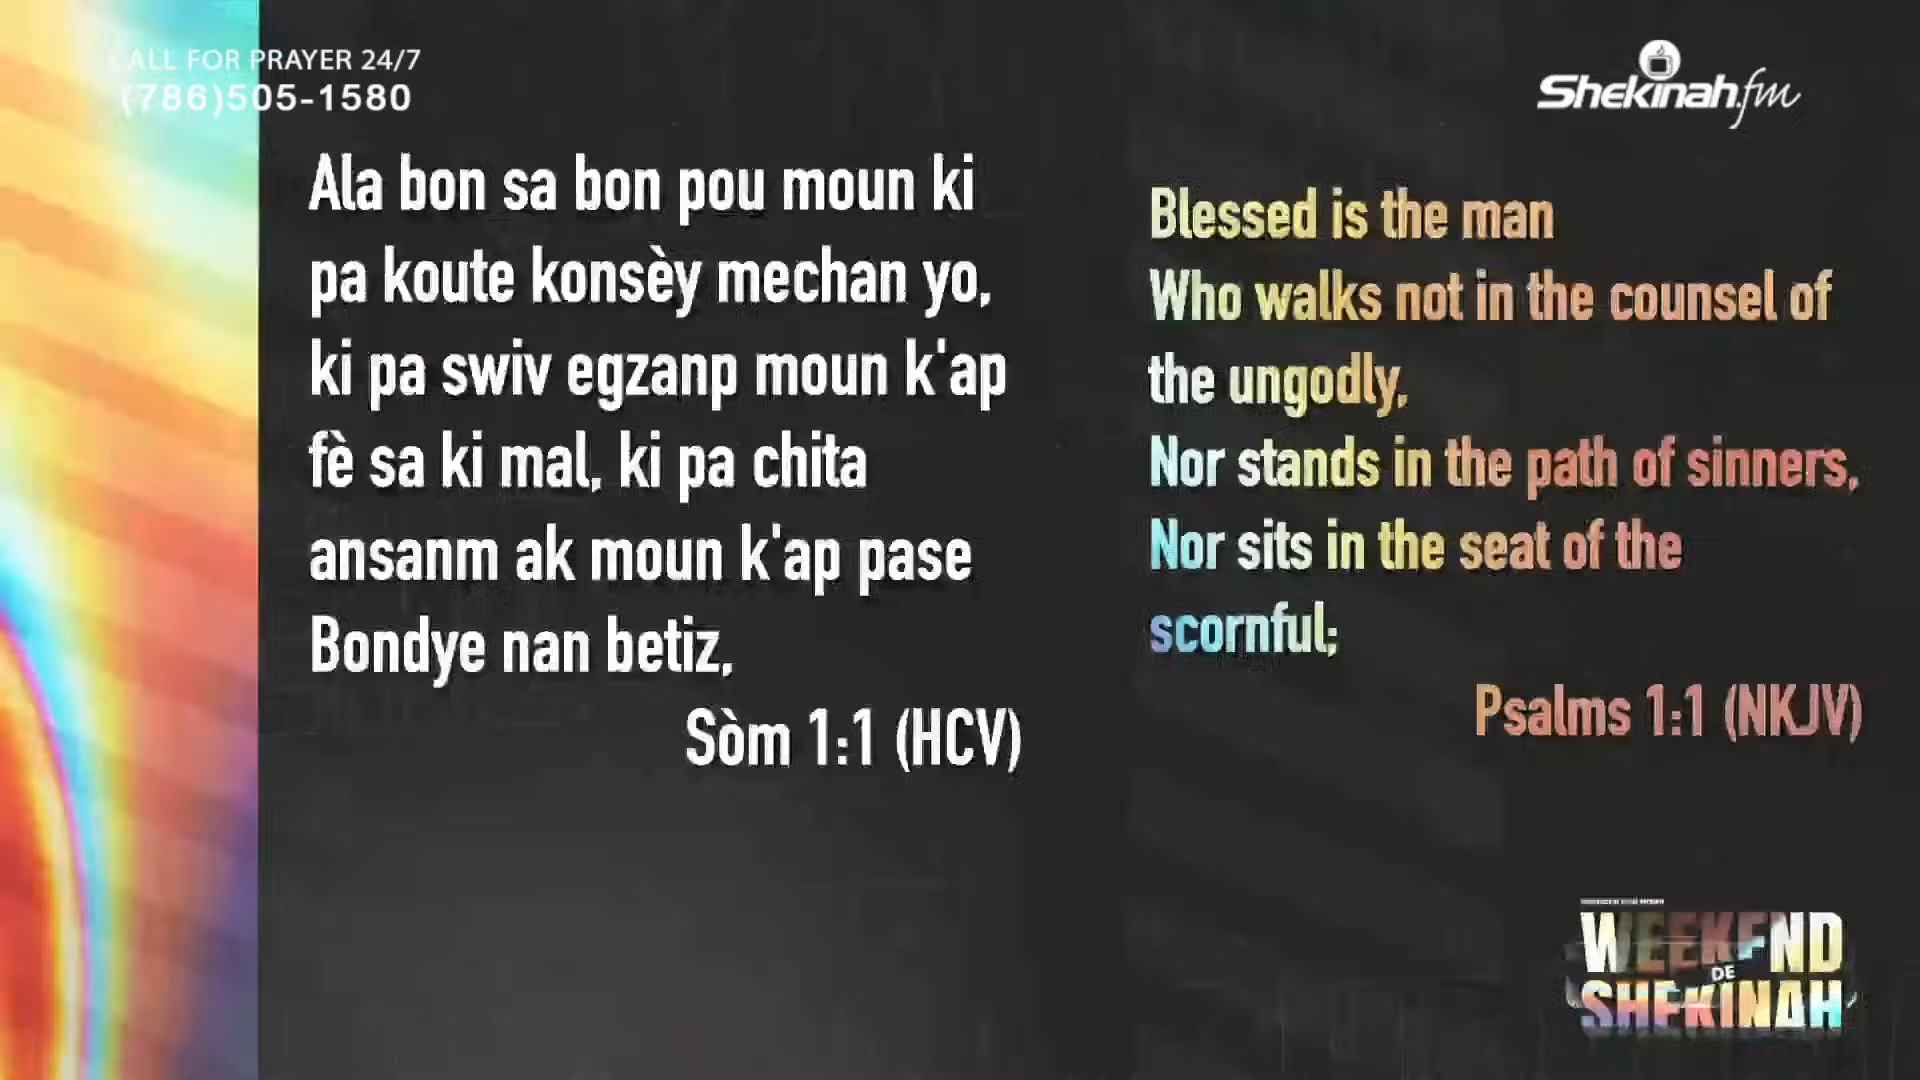 CALL FOR PRAYER 24/7
(786)505-1580
Shekinah.fm
Ala bon sa bon pou moun ki
pa koute konsèy mechan yo,
ki pa swiv egzanp moun k'ap
fè sa ki mal, ki pa chita
ansanm ak moun k'ap pase
Bondye nan betiz,
Sòm 1:1 (HCV)
Blessed is the man
Who walks not in the counsel of
the ungodly,
Nor stands in the path of sinners,
Nor sits in the seat of the
scornful;
Psalms 1:1 (NKJV)
WEEKEND
DE
SHEKINAH